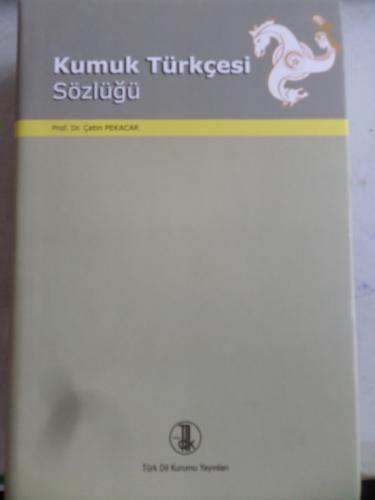 Kumuk Türkçesi
Sözlüğü
Prof. Dr. Çetin PEKACAR
Türk Dil Kurumu Yayınları